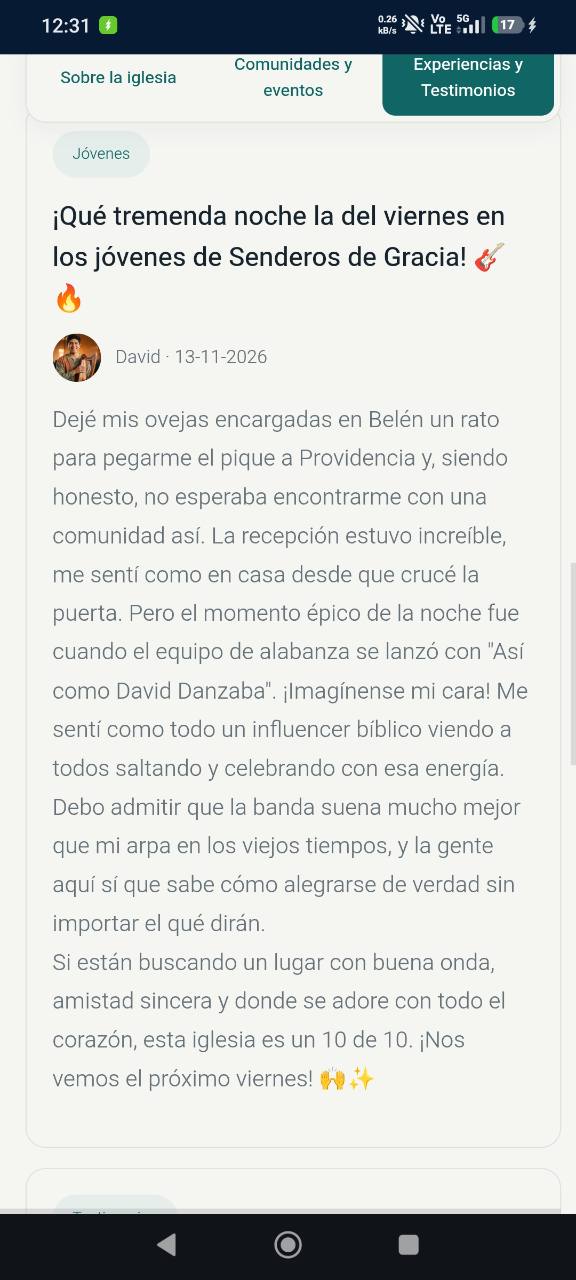 12:31
0.26 kB/s
Vo LTE
5G
17
Sobre la iglesia
Comunidades y
eventos
Experiencias y
Testimonios
Jóvenes
¡Qué tremenda noche la del viernes en
los jóvenes de Senderos de Gracia! 🎸
🔥
David · 13-11-2026
Dejé mis ovejas encargadas en Belén un rato
para pegarme el pique a Providencia y, siendo
honesto, no esperaba encontrarme con una
comunidad así. La recepción estuvo increíble,
me sentí como en casa desde que crucé la
puerta. Pero el momento épico de la noche fue
cuando el equipo de alabanza se lanzó con "Así
como David Danzaba". ¡Imagínense mi cara! Me
sentí como todo un influencer bíblico viendo a
todos saltando y celebrando con esa energía.
Debo admitir que la banda suena mucho mejor
que mi arpa en los viejos tiempos, y la gente
aquí sí que sabe cómo alegrarse de verdad sin
importar el qué dirán.
Si están buscando un lugar con buena onda,
amistad sincera y donde se adore con todo el
corazón, esta iglesia es un 10 de 10. ¡Nos
vemos el próximo viernes! 🙌✨